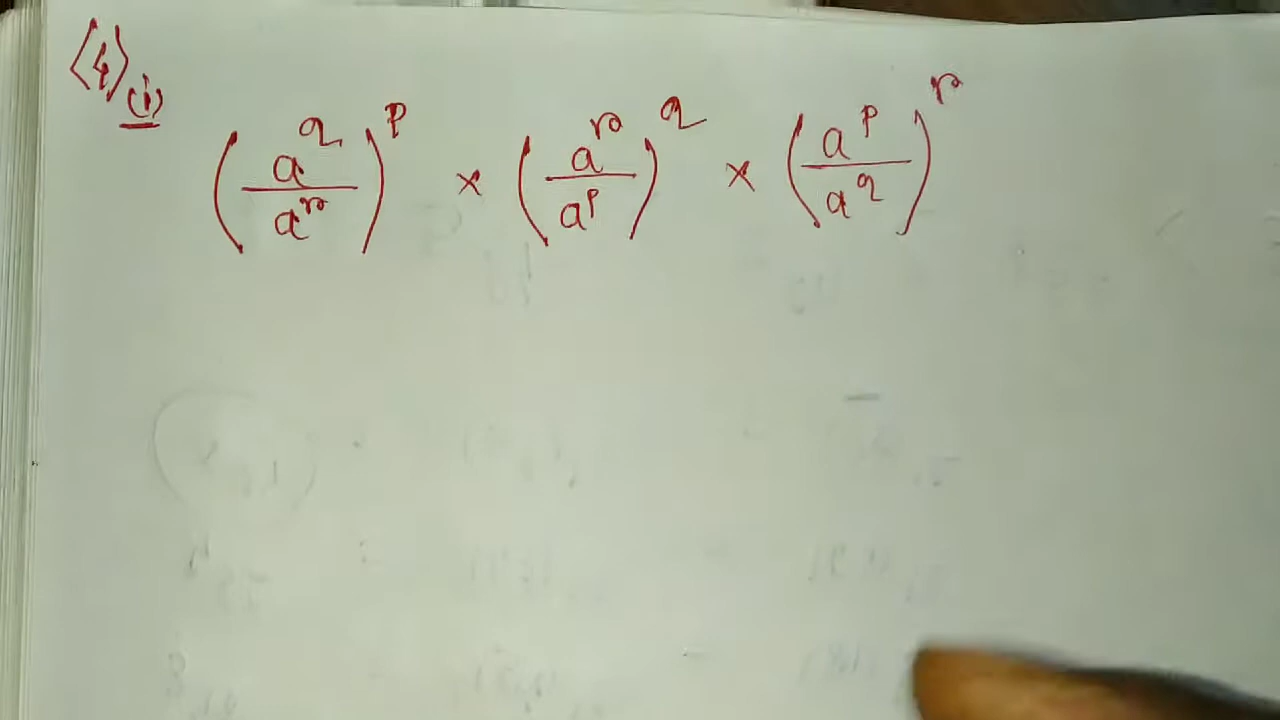 ⟨4⟩(i)
(a^q/a^r)^p × (a^r/a^p)^q × (a^p/a^q)^r